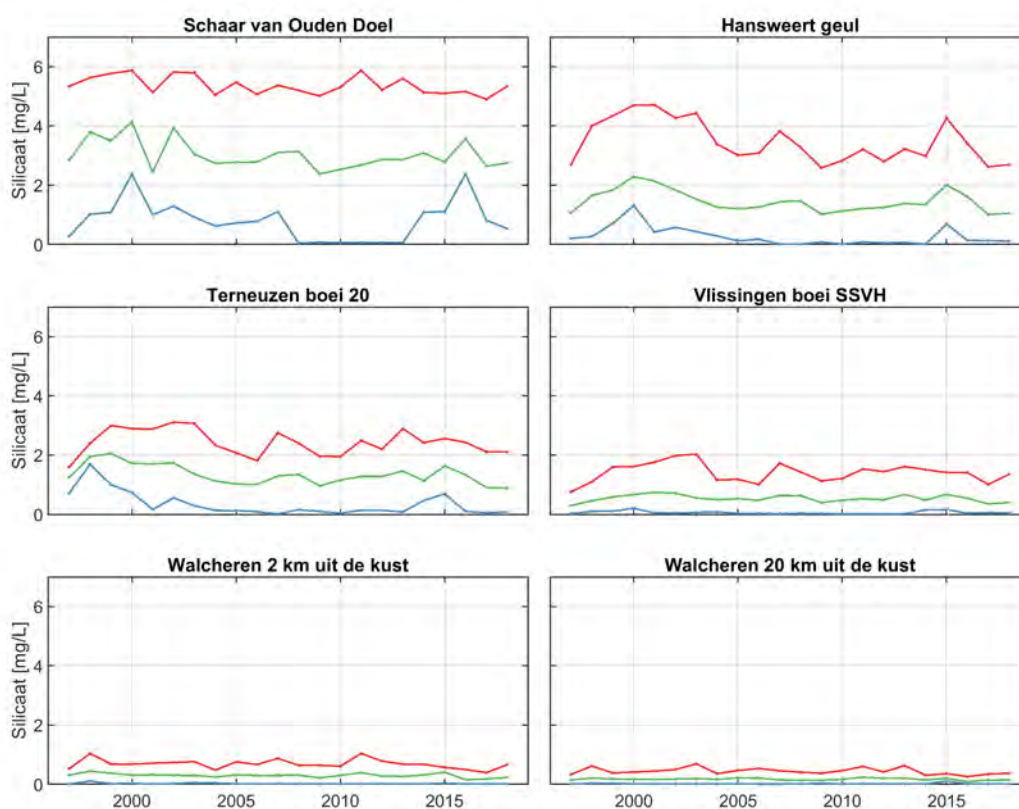 Schaar van Ouden Doel
Hansweert geul
Silicaat [mg/L]
6
4
2
0
Terneuzen boei 20
Vlissingen boei SSVH
Silicaat [mg/L]
6
4
2
0
Walcheren 2 km uit de kust
Walcheren 20 km uit de kust
Silicaat [mg/L]
6
4
2
0
2000 2005 2010 2015
2000 2005 2010 2015